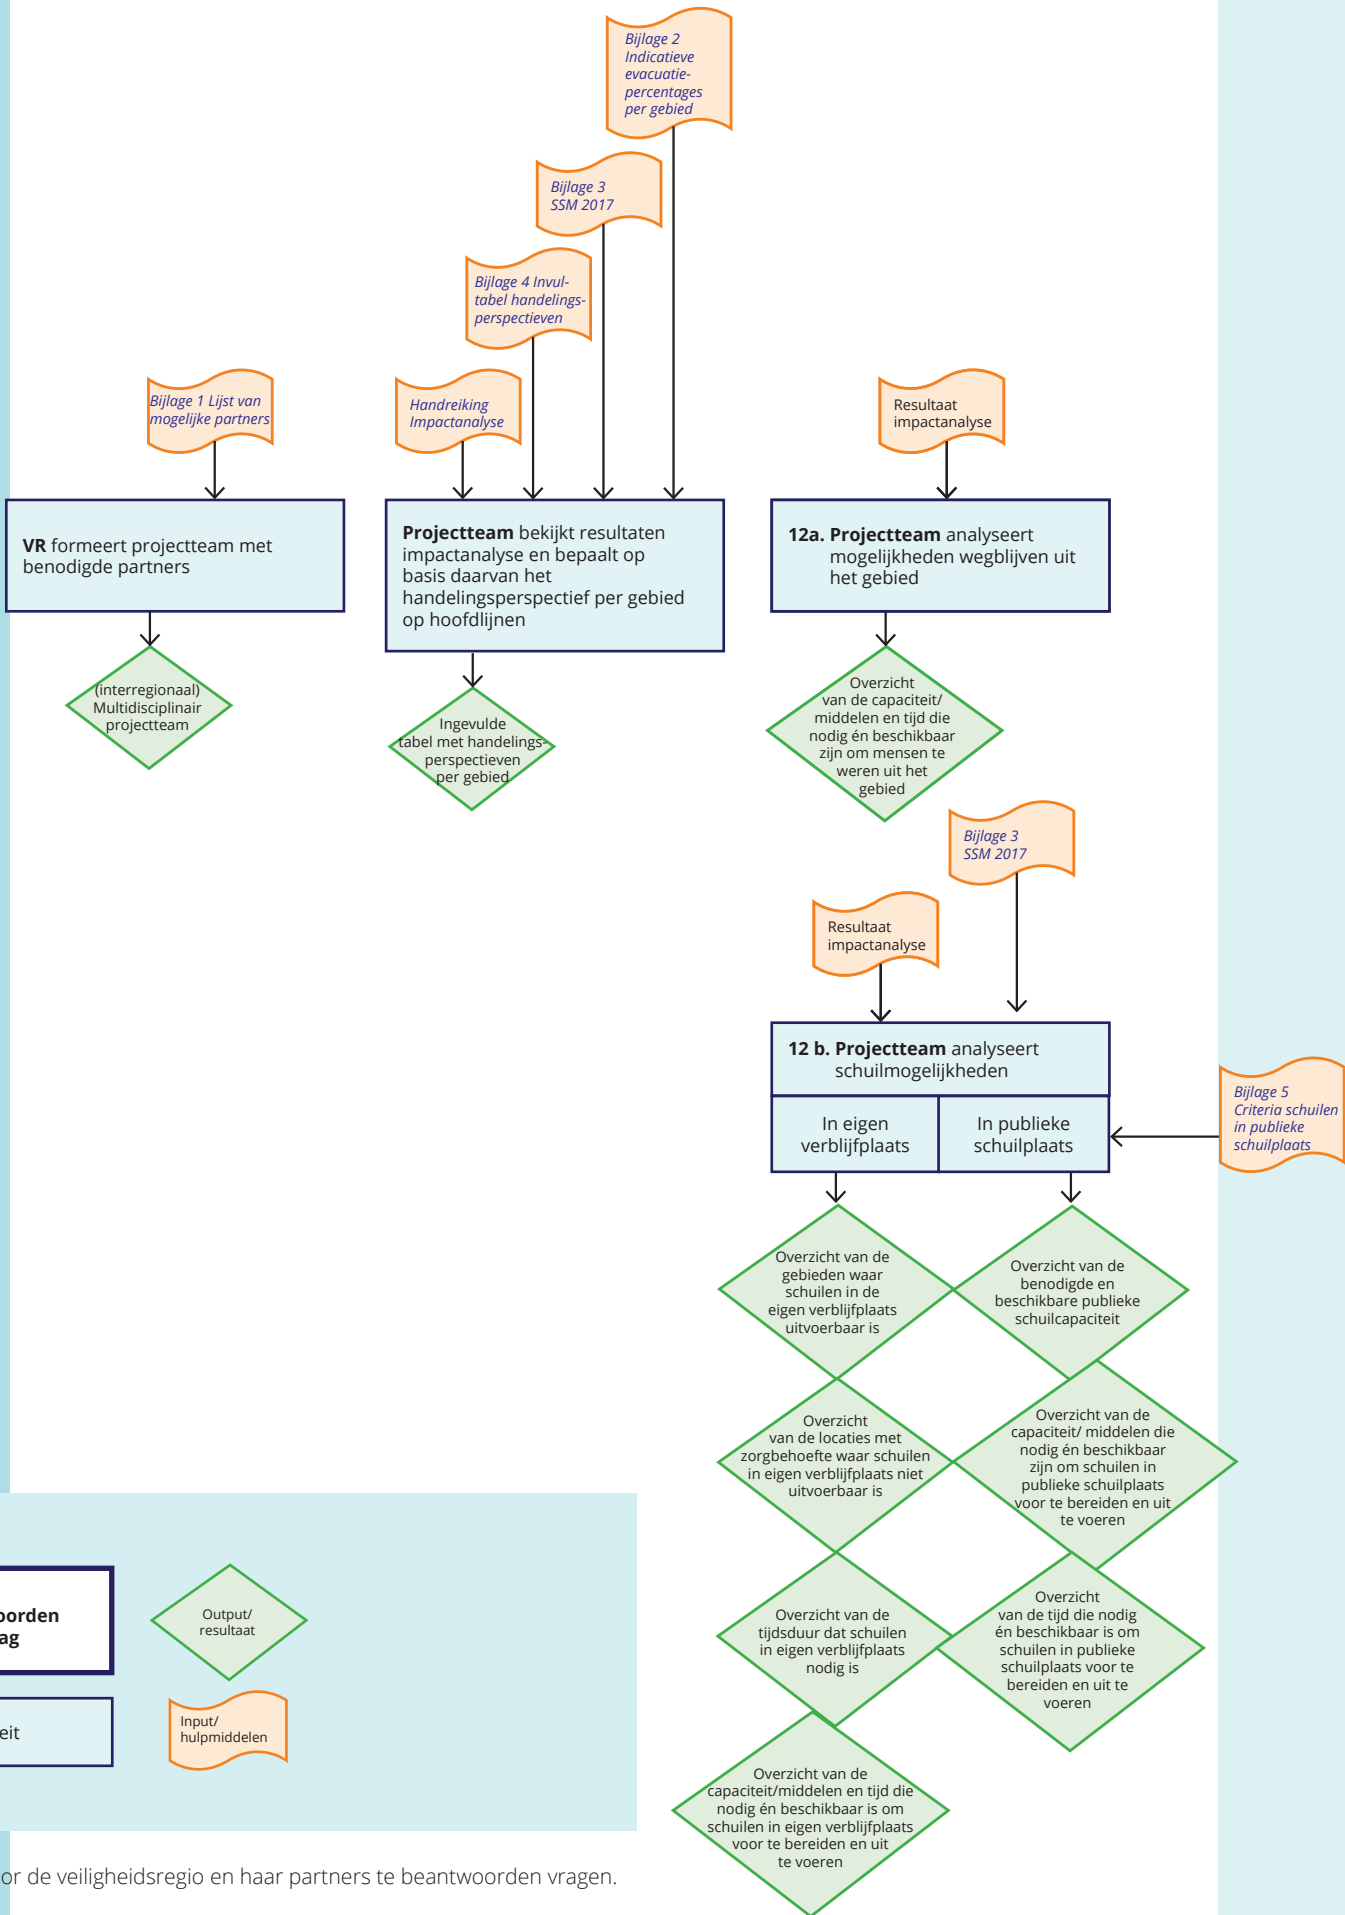 Bijlage 2
Indicatieve
evacuatie-
percentages
per gebied
Bijlage 3
SSM 2017
Bijlage 4 Invul-
tabel handelings-
perspectieven
Bijlage 1 Lijst van
mogelijke partners
Handreiking
Impactanalyse
Resultaat
impactanalyse
VR formeert projectteam met
benodigde partners
Projectteam bekijkt resultaten
impactanalyse en bepaalt op
basis daarvan het
handelingsperspectief per gebied
op hoofdlijnen
12a. Projectteam analyseert
mogelijkheden wegblijven uit
het gebied
(interregionaal)
Multidisciplinair
projectteam
Ingevulde
tabel met handelings-
perspectieven
per gebied
Overzicht
van de capaciteit/
middelen en tijd die
nodig én beschikbaar
zijn om mensen te
weren uit het
gebied
Bijlage 3
SSM 2017
Resultaat
impactanalyse
12 b. Projectteam analyseert
schuilmogelijkheden
In eigen
verblijfplaats
In publieke
schuilplaats
Bijlage 5
Criteria schuilen
in publieke
schuilplaats
Overzicht van de
gebieden waar
schuilen in de
eigen verblijfplaats
uitvoerbaar is
Overzicht van de
benodigde en
beschikbare publieke
schuilcapaciteit
Overzicht
van de locaties met
zorgbehoefte waar schuilen
in eigen verblijfplaats niet
uitvoerbaar is
Overzicht van de
capaciteit/ middelen die
nodig én beschikbaar
zijn om schuilen in
publieke schuilplaats
voor te bereiden en uit
te voeren
Overzicht van de
tijdsduur dat schuilen
in eigen verblijfplaats
nodig is
Overzicht
van de tijd die nodig
én beschikbaar is om
schuilen in publieke
schuilplaats voor te
bereiden en uit te
voeren
Overzicht van de
capaciteit/middelen en tijd die
nodig én beschikbaar is om
schuilen in eigen verblijfplaats
voor te bereiden en uit
te voeren
oorden
ag
Output/
resultaat
eit
Input/
hulpmiddelen
or de veiligheidsregio en haar partners te beantwoorden vragen.